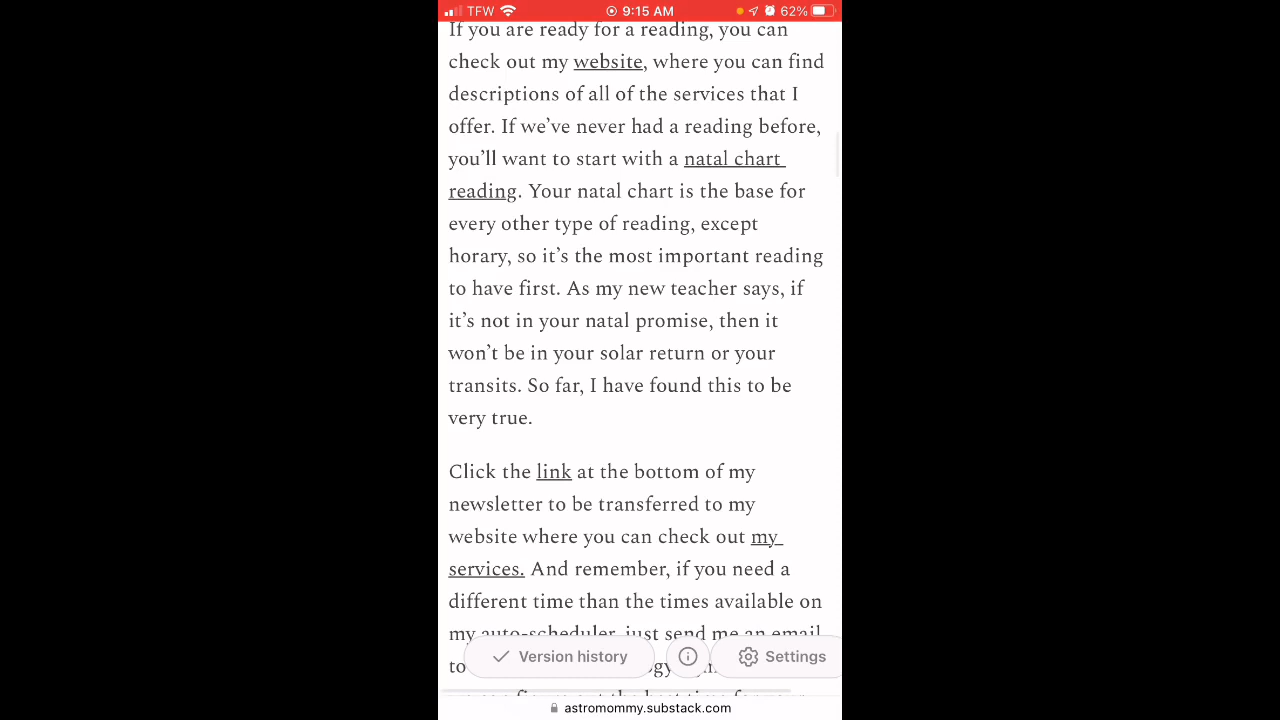 TFW 9:15 AM 62%
If you are ready for a reading, you can
check out my website, where you can find
descriptions of all of the services that I
offer. If we’ve never had a reading before,
you’ll want to start with a natal chart
reading. Your natal chart is the base for
every other type of reading, except
horary, so it’s the most important reading
to have first. As my new teacher says, if
it’s not in your natal promise, then it
won’t be in your solar return or your
transits. So far, I have found this to be
very true.
Click the link at the bottom of my
newsletter to be transferred to my
website where you can check out my
services. And remember, if you need a
different time than the times available on
my auto-scheduler, just send me an email
to
Version history Settings
astromommy.substack.com